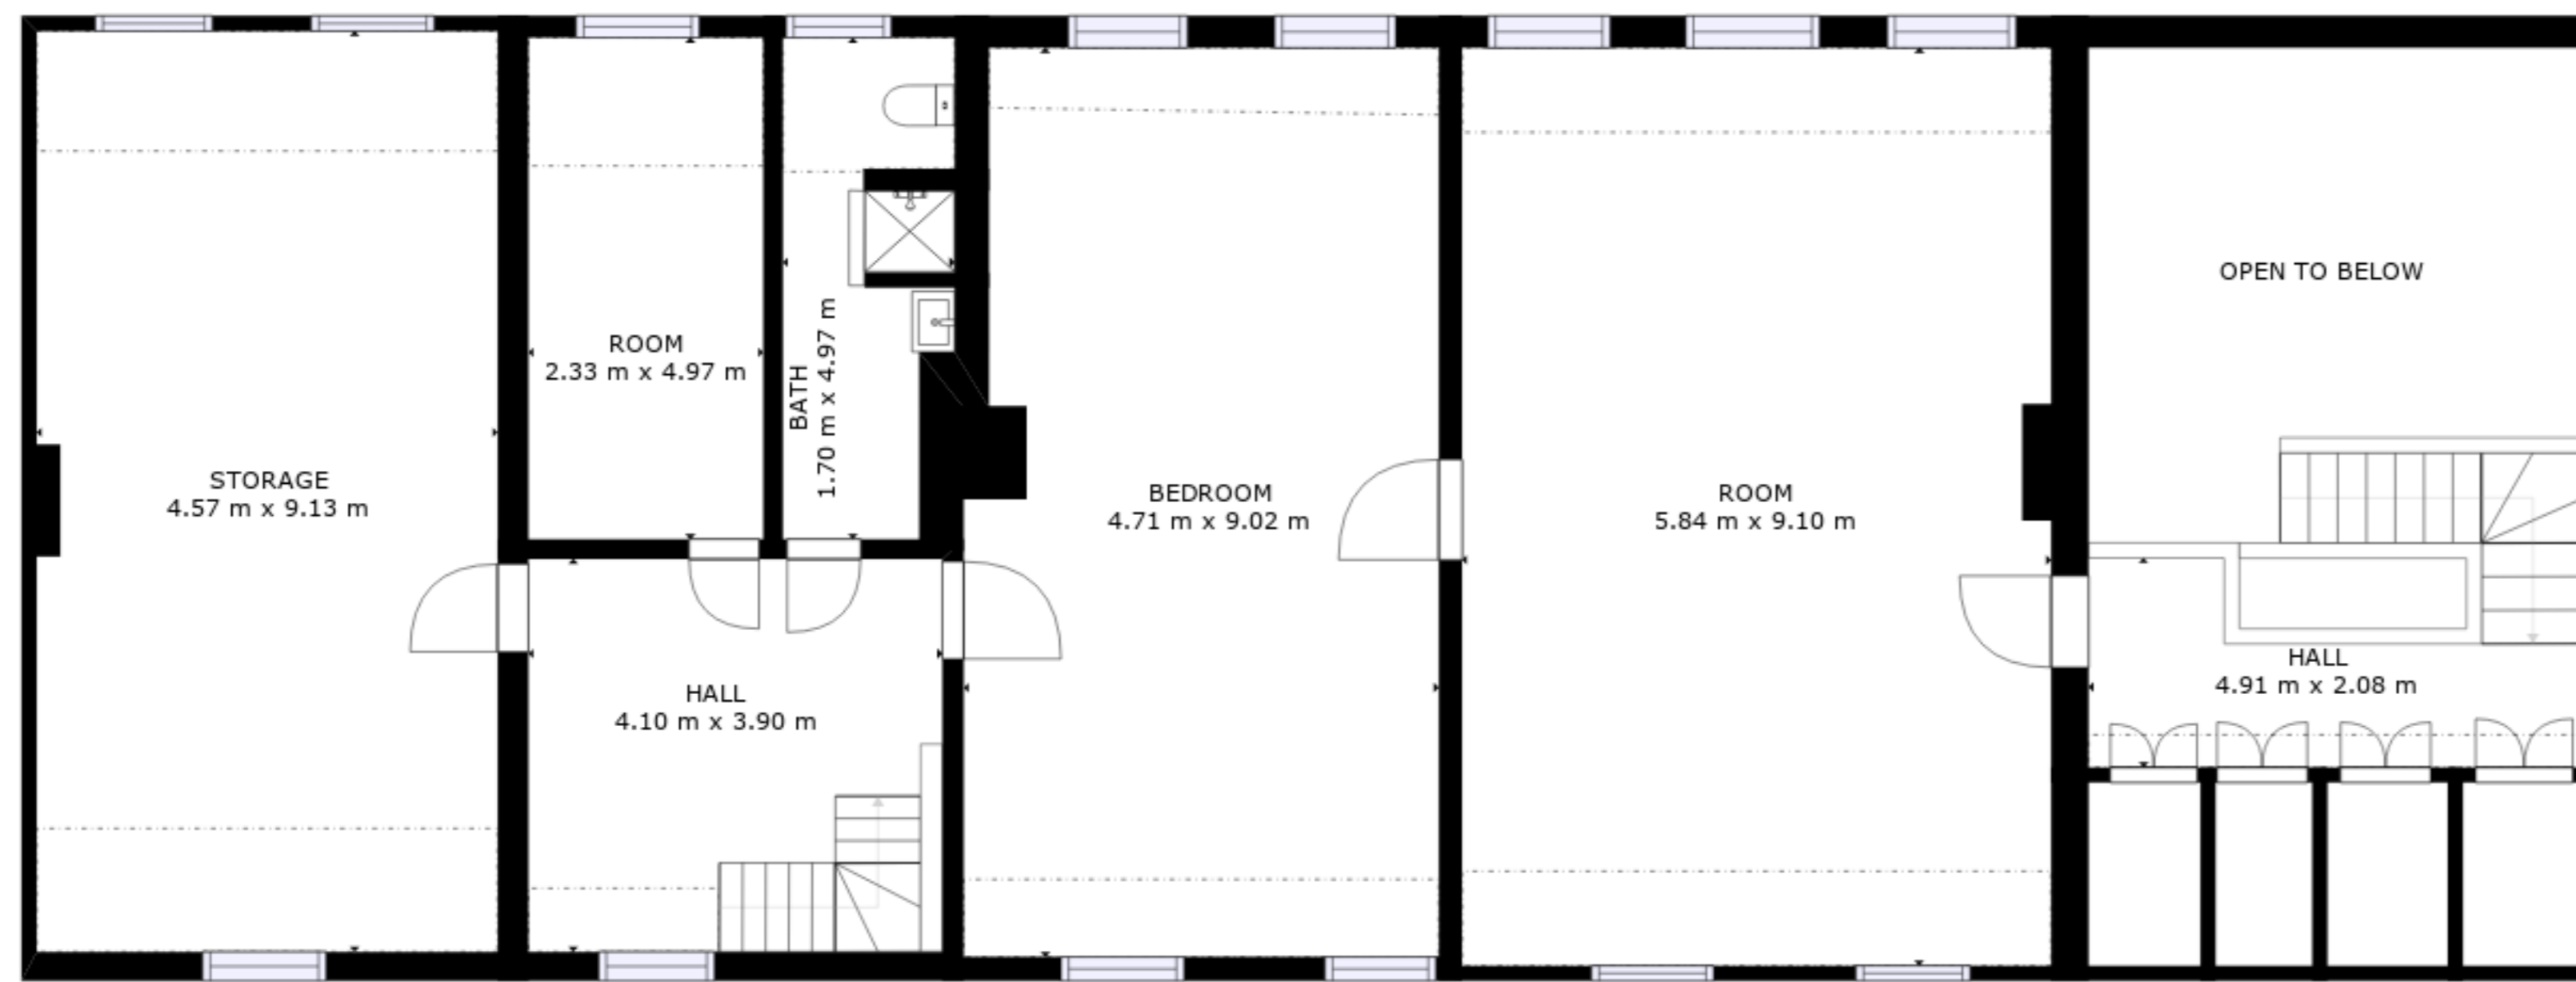 STORAGE
4.57 m x 9.13 m
ROOM
2.33 m x 4.97 m
BATH
1.70 m x 4.97 m
HALL
4.10 m x 3.90 m
BEDROOM
4.71 m x 9.02 m
ROOM
5.84 m x 9.10 m
OPEN TO BELOW
HALL
4.91 m x 2.08 m